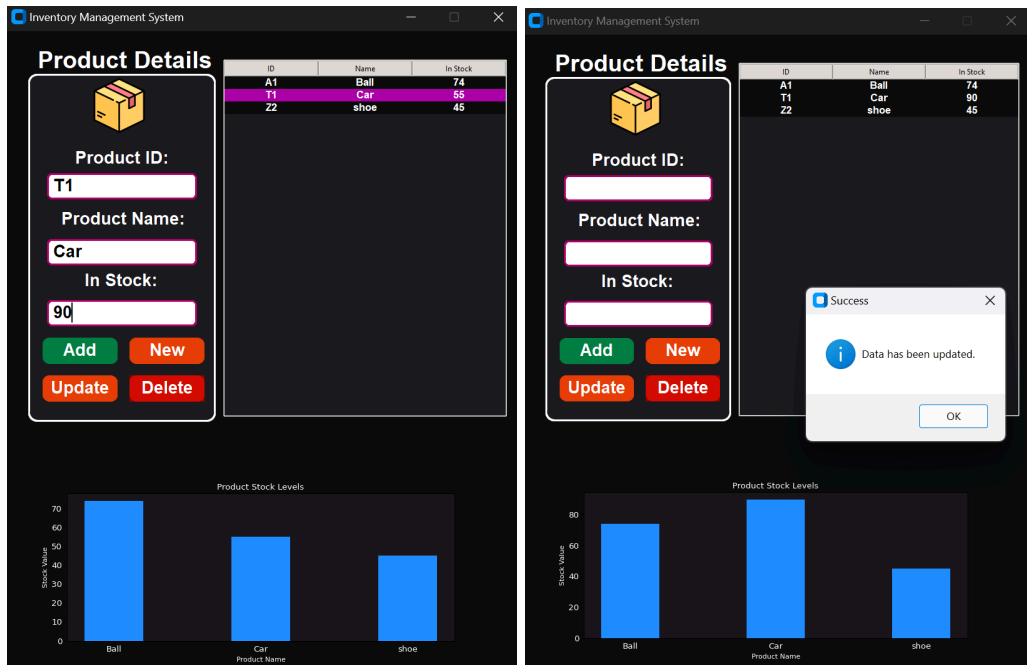 Inventory Management System
Product Details
ID Name In Stock
A1 Ball 74
T1 Car 55
Z2 shoe 45
Product ID:
T1
Product Name:
Car
In Stock:
90
Add New
Update Delete
Product Stock Levels
Stock Value
70
60
50
40
30
20
10
0
Ball Car shoe
Product Name
Inventory Management System
Product Details
ID Name In Stock
A1 Ball 74
T1 Car 90
Z2 shoe 45
Product ID:
Product Name:
In Stock:
Add New
Update Delete
Success
Data has been updated.
OK
Product Stock Levels
Stock Value
80
60
40
20
0
Ball Car shoe
Product Name